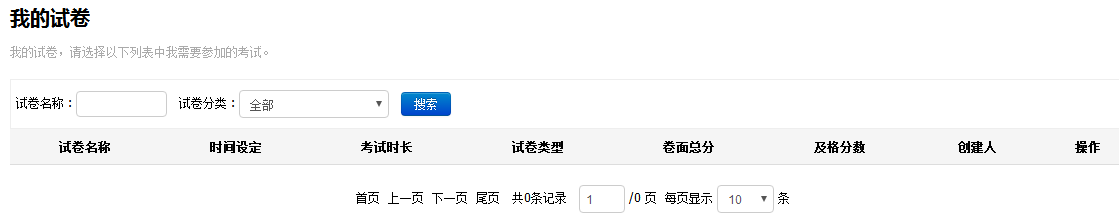 我的试卷
我的试卷，请选择以下列表中我需要参加的考试。
试卷名称： 试卷分类： 全部 搜索
试卷名称 时间设定 考试时长 试卷类型 卷面总分 及格分数 创建人 操作
首页 上一页 下一页 尾页 共0条记录 1 /0 页 每页显示 10 条